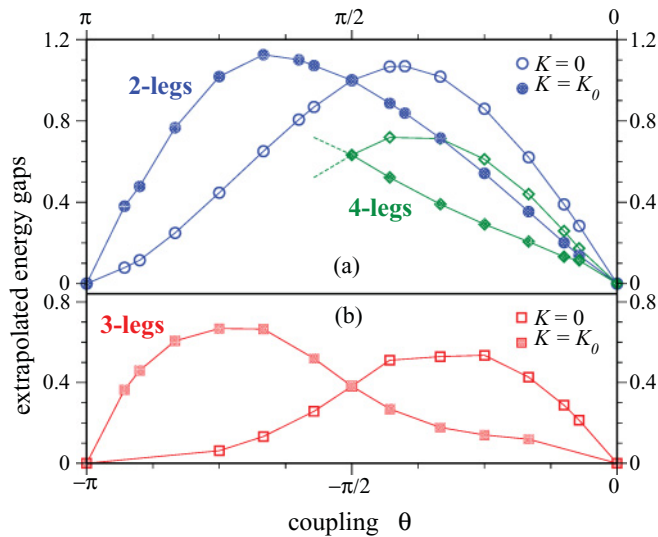 π π/2 0
1.2 1.2
2-legs K = 0
K = K₀
0.8 0.8
0.4 4-legs 0.4
0 (a) 0
0.8 3-legs (b) K = 0 0.8
K = K₀
0.4 0.4
0 0
−π −π/2 0
coupling θ
extrapolated energy gaps